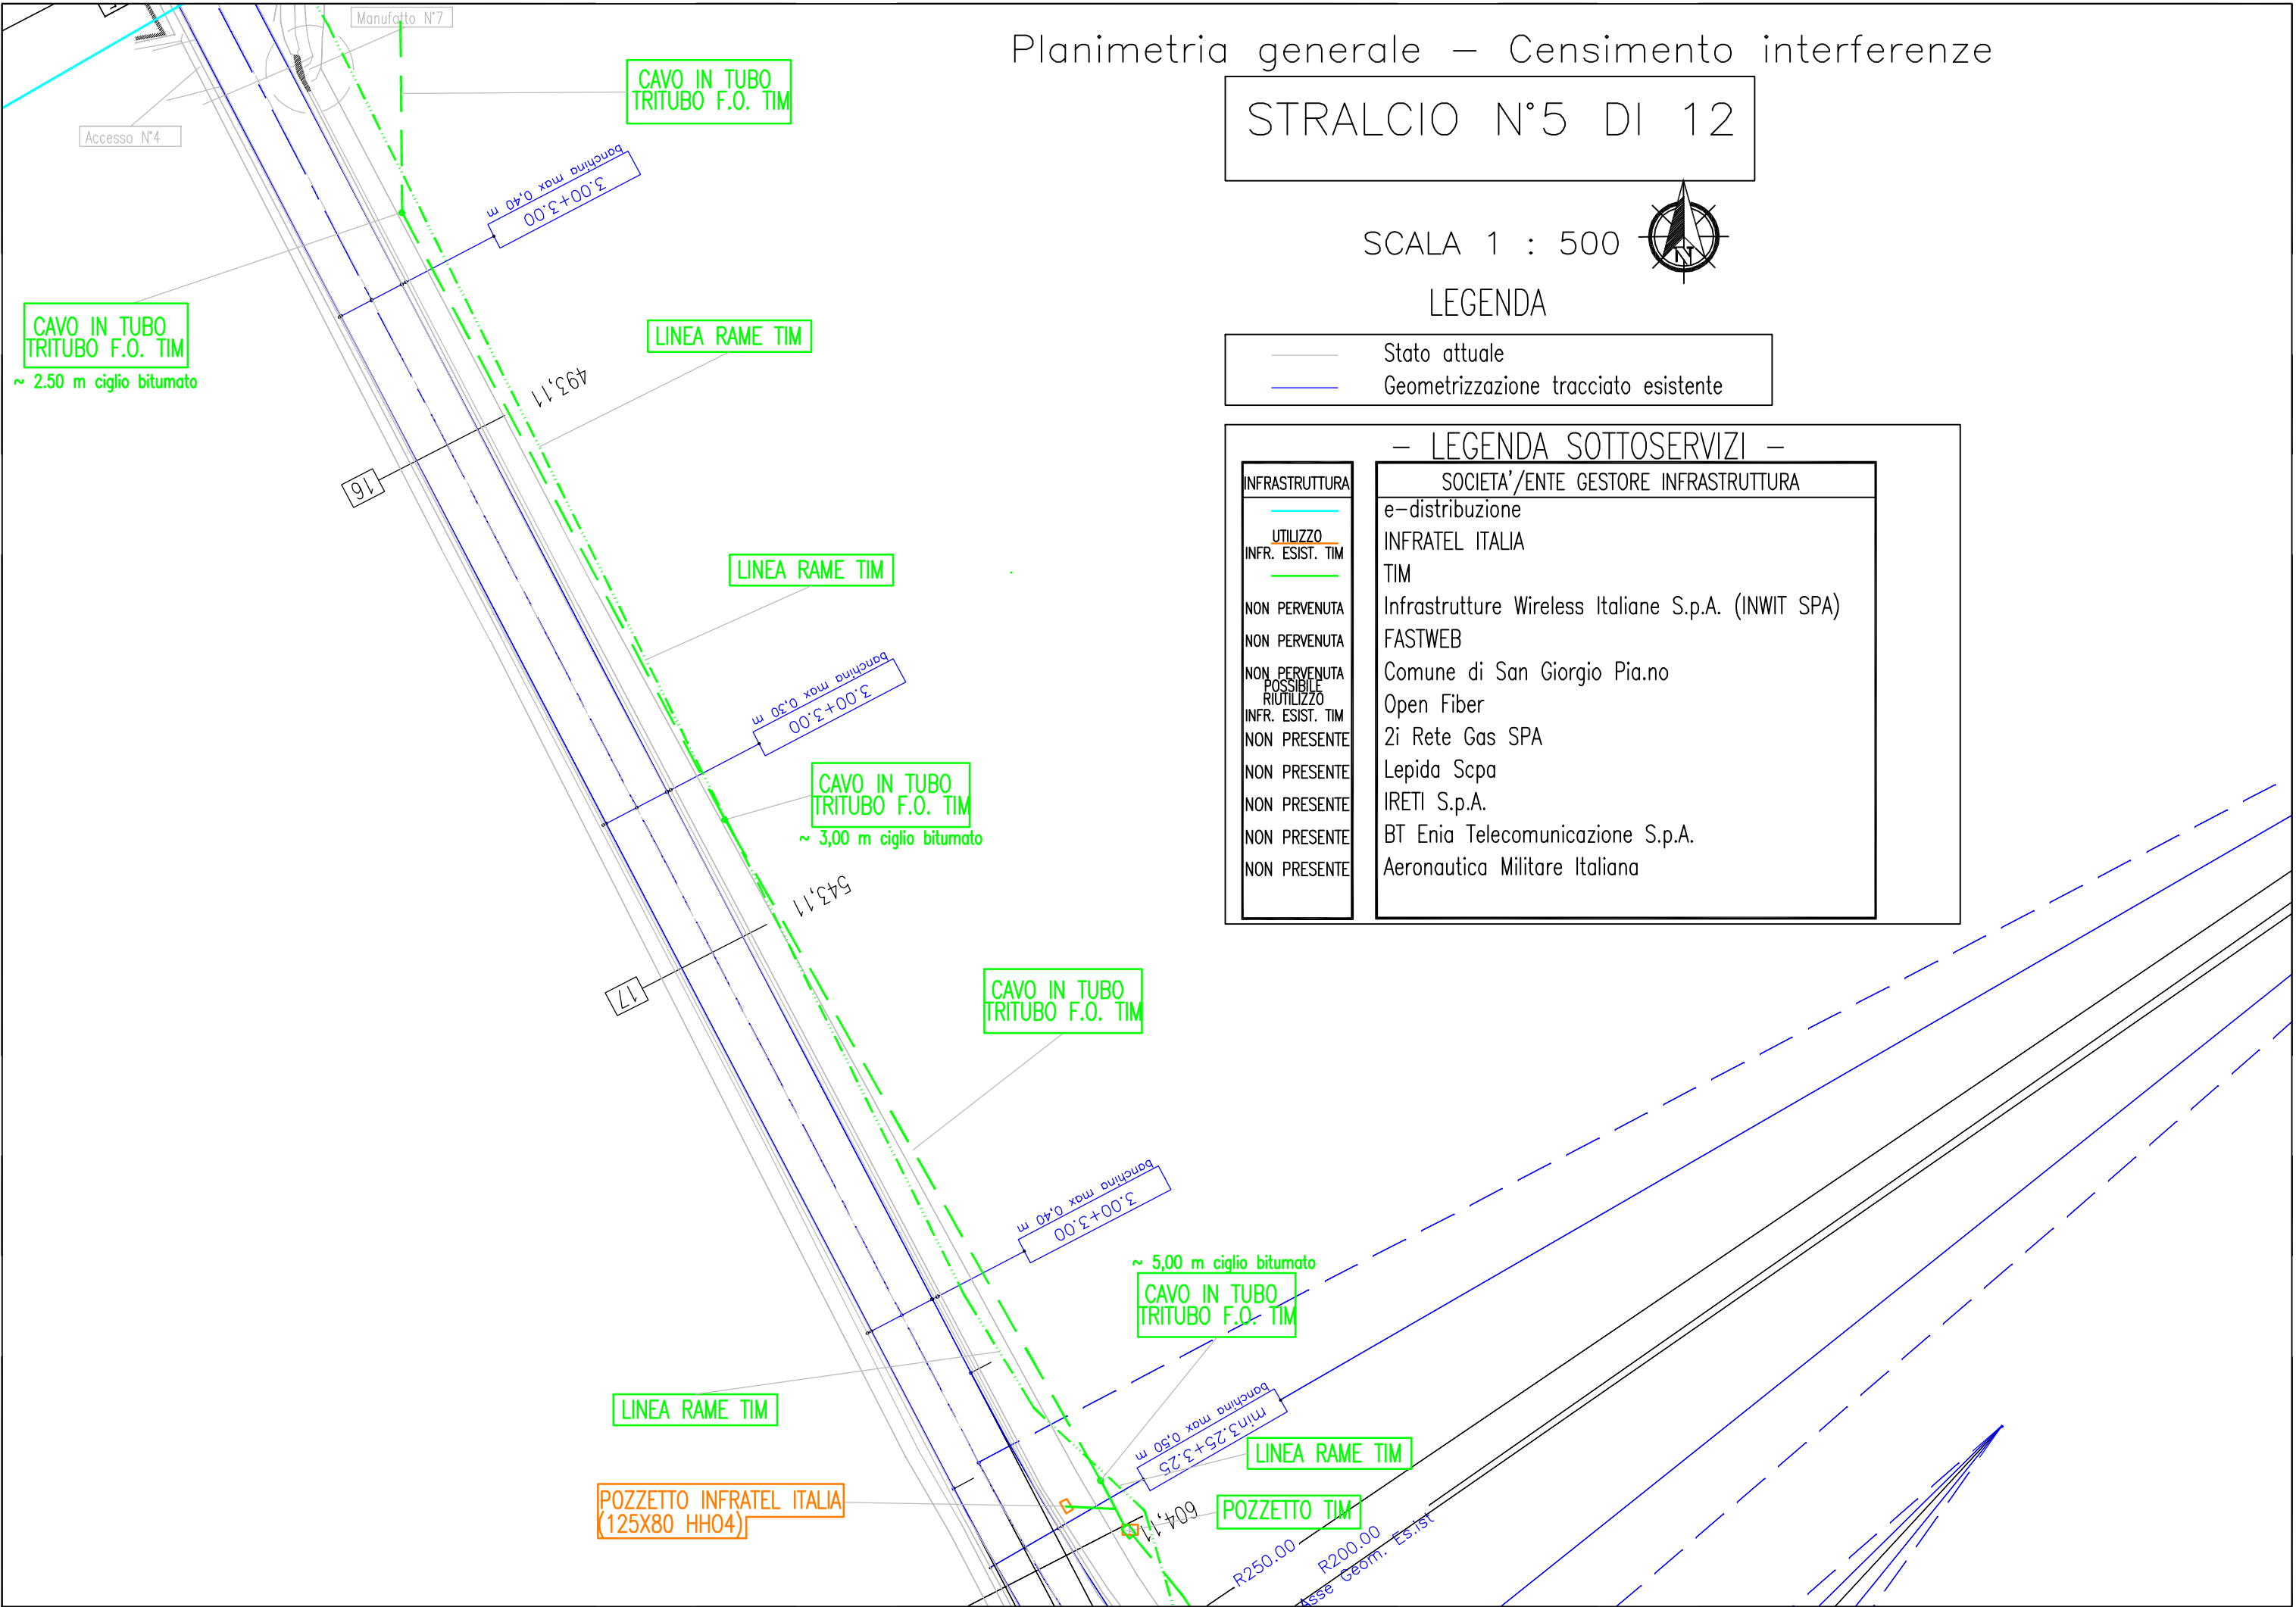 Planimetria generale – Censimento interferenze
STRALCIO N°5 DI 12
SCALA 1 : 500
N
LEGENDA
Stato attuale
Geometrizzazione tracciato esistente
– LEGENDA SOTTOSERVIZI –
INFRASTRUTTURA
SOCIETA'/ENTE GESTORE INFRASTRUTTURA
e-distribuzione
UTILIZZO
INFR. ESIST. TIM
INFRATEL ITALIA
TIM
NON PERVENUTA
Infrastrutture Wireless Italiane S.p.A. (INWIT SPA)
NON PERVENUTA
FASTWEB
NON PERVENUTA
Comune di San Giorgio Pia.no
POSSIBILE
RIUTILIZZO
INFR. ESIST. TIM
Open Fiber
NON PRESENTE
2i Rete Gas SPA
NON PRESENTE
Lepida Scpa
NON PRESENTE
IRETI S.p.A.
NON PRESENTE
BT Enia Telecomunicazione S.p.A.
NON PRESENTE
Aeronautica Militare Italiana
Manufatto N°7
Accesso N°4
CAVO IN TUBO
TRITUBO F.O. TIM
banchina max 0,40 m
3.00+3.00
CAVO IN TUBO
TRITUBO F.O. TIM
~ 2.50 m ciglio bitumato
LINEA RAME TIM
493,11
16
LINEA RAME TIM
banchina max 0,30 m
3.00+3.00
CAVO IN TUBO
TRITUBO F.O. TIM
~ 3,00 m ciglio bitumato
543,11
17
CAVO IN TUBO
TRITUBO F.O. TIM
banchina max 0,40 m
3.00+3.00
~ 5,00 m ciglio bitumato
CAVO IN TUBO
TRITUBO F.O. TIM
LINEA RAME TIM
banchina max 0,50 m
min3.25+3.25
LINEA RAME TIM
POZZETTO INFRATEL ITALIA
(125X80 HH04)
POZZETTO TIM
604,11
R250.00
R200.00
Asse Geom. Es.ist